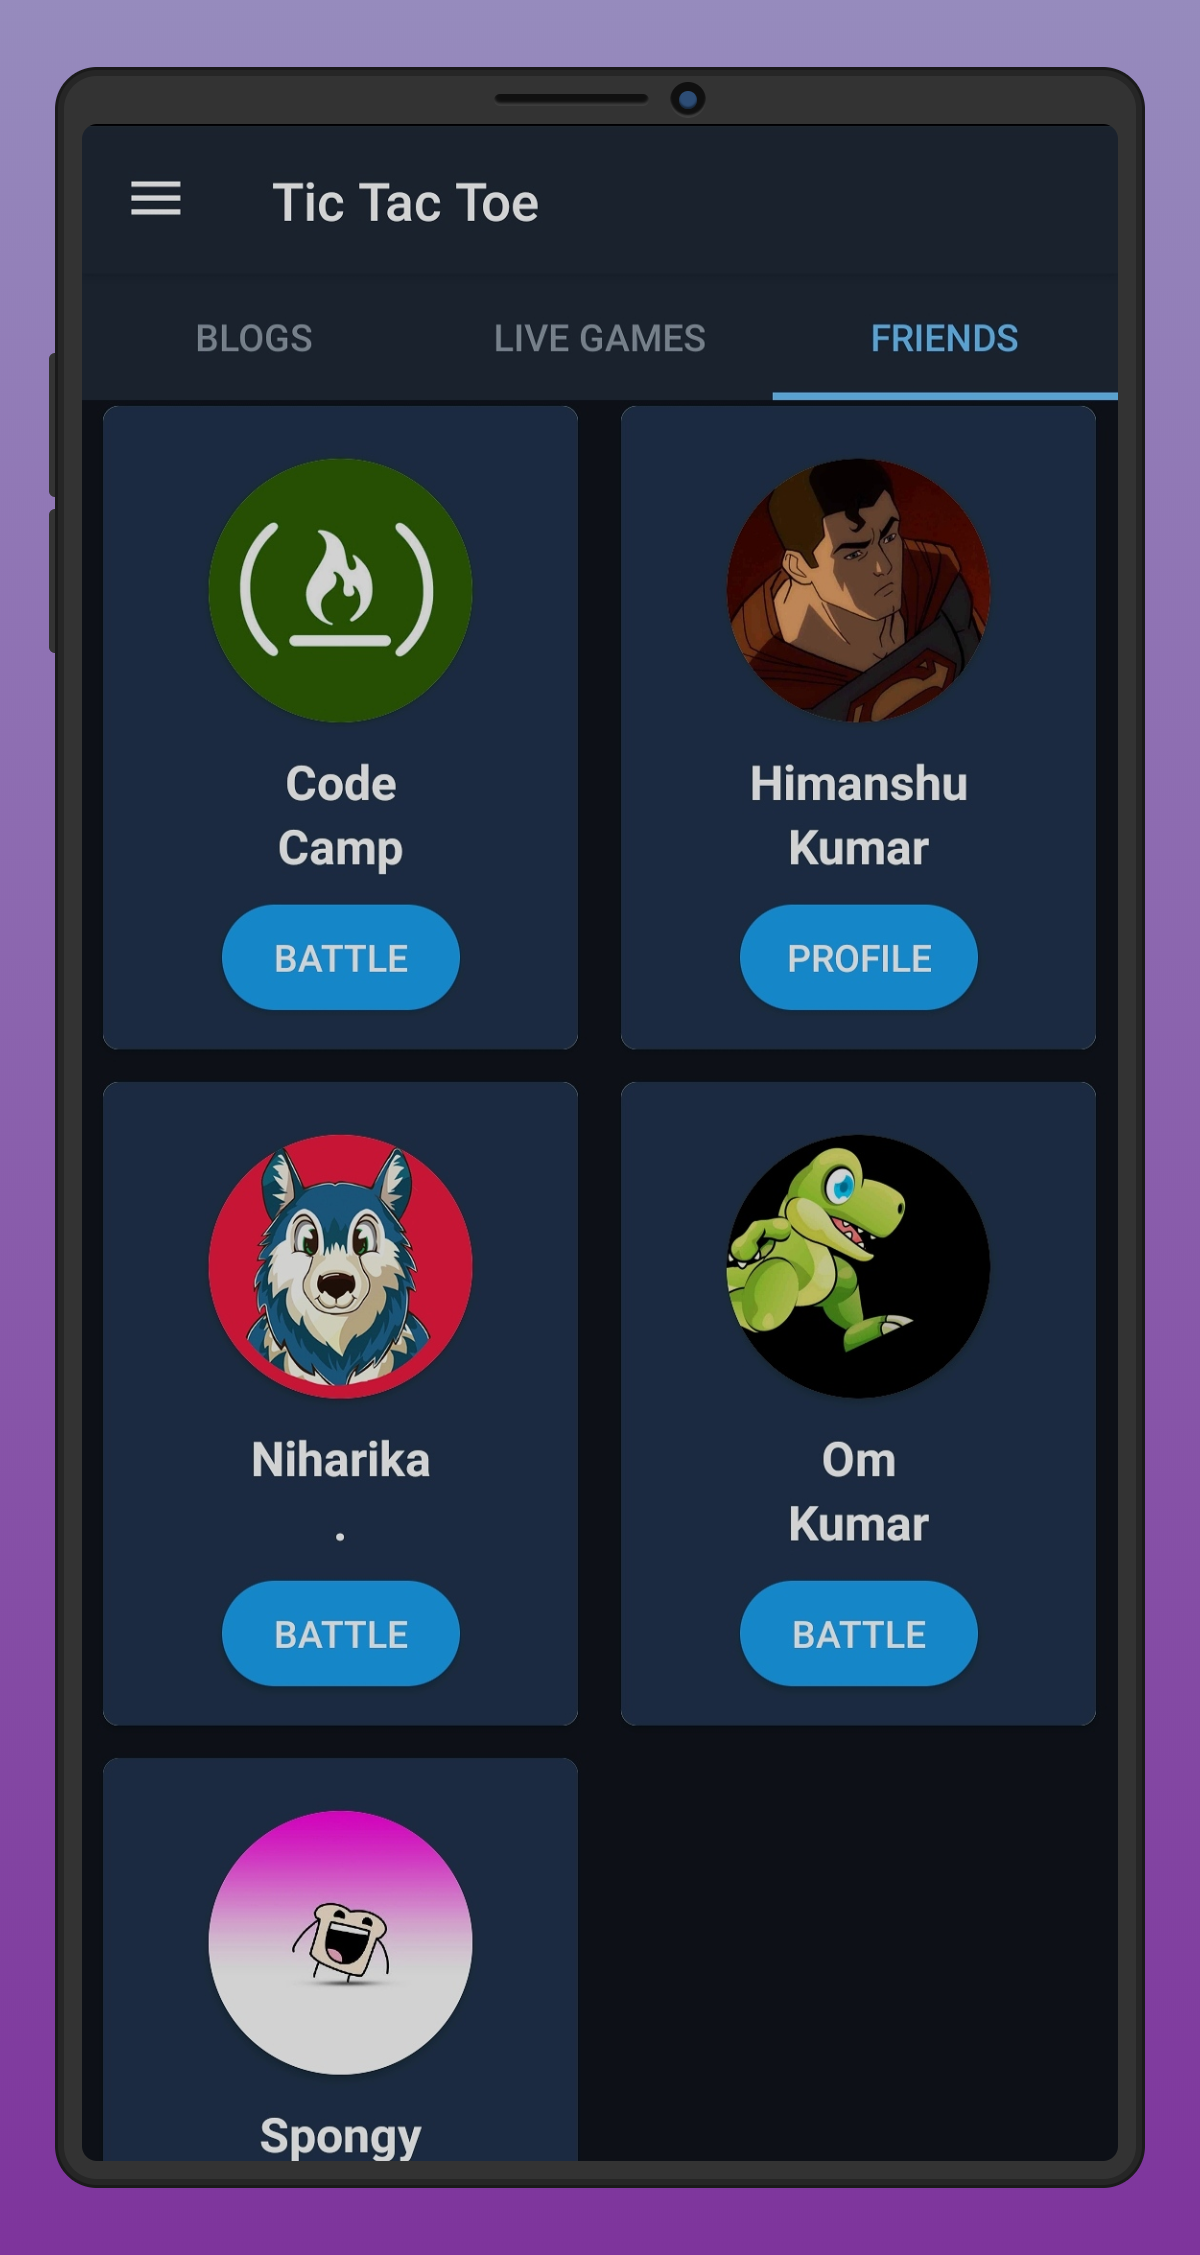 Tic Tac Toe
BLOGS LIVE GAMES FRIENDS
Code
Camp
BATTLE
Himanshu
Kumar
PROFILE
Niharika
.
BATTLE
Om
Kumar
BATTLE
Spongy